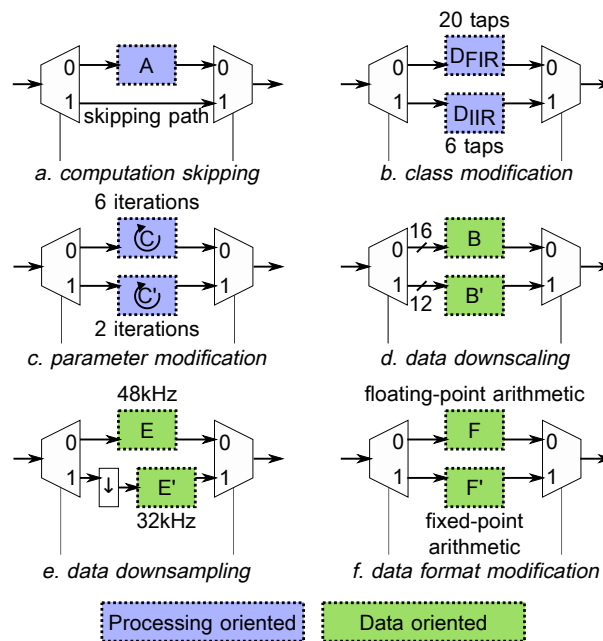 0
A
0
1
skipping path
1
a. computation skipping
20 taps
0
DFIR
0
1
DIIR
1
6 taps
b. class modification
6 iterations
0
C
0
1
C'
1
2 iterations
c. parameter modification
0
16
B
0
1
12
B'
1
d. data downscaling
48kHz
0
E
0
1
↓
E'
1
32kHz
e. data downsampling
floating-point arithmetic
0
F
0
1
F'
1
fixed-point
arithmetic
f. data format modification
Processing oriented
Data oriented